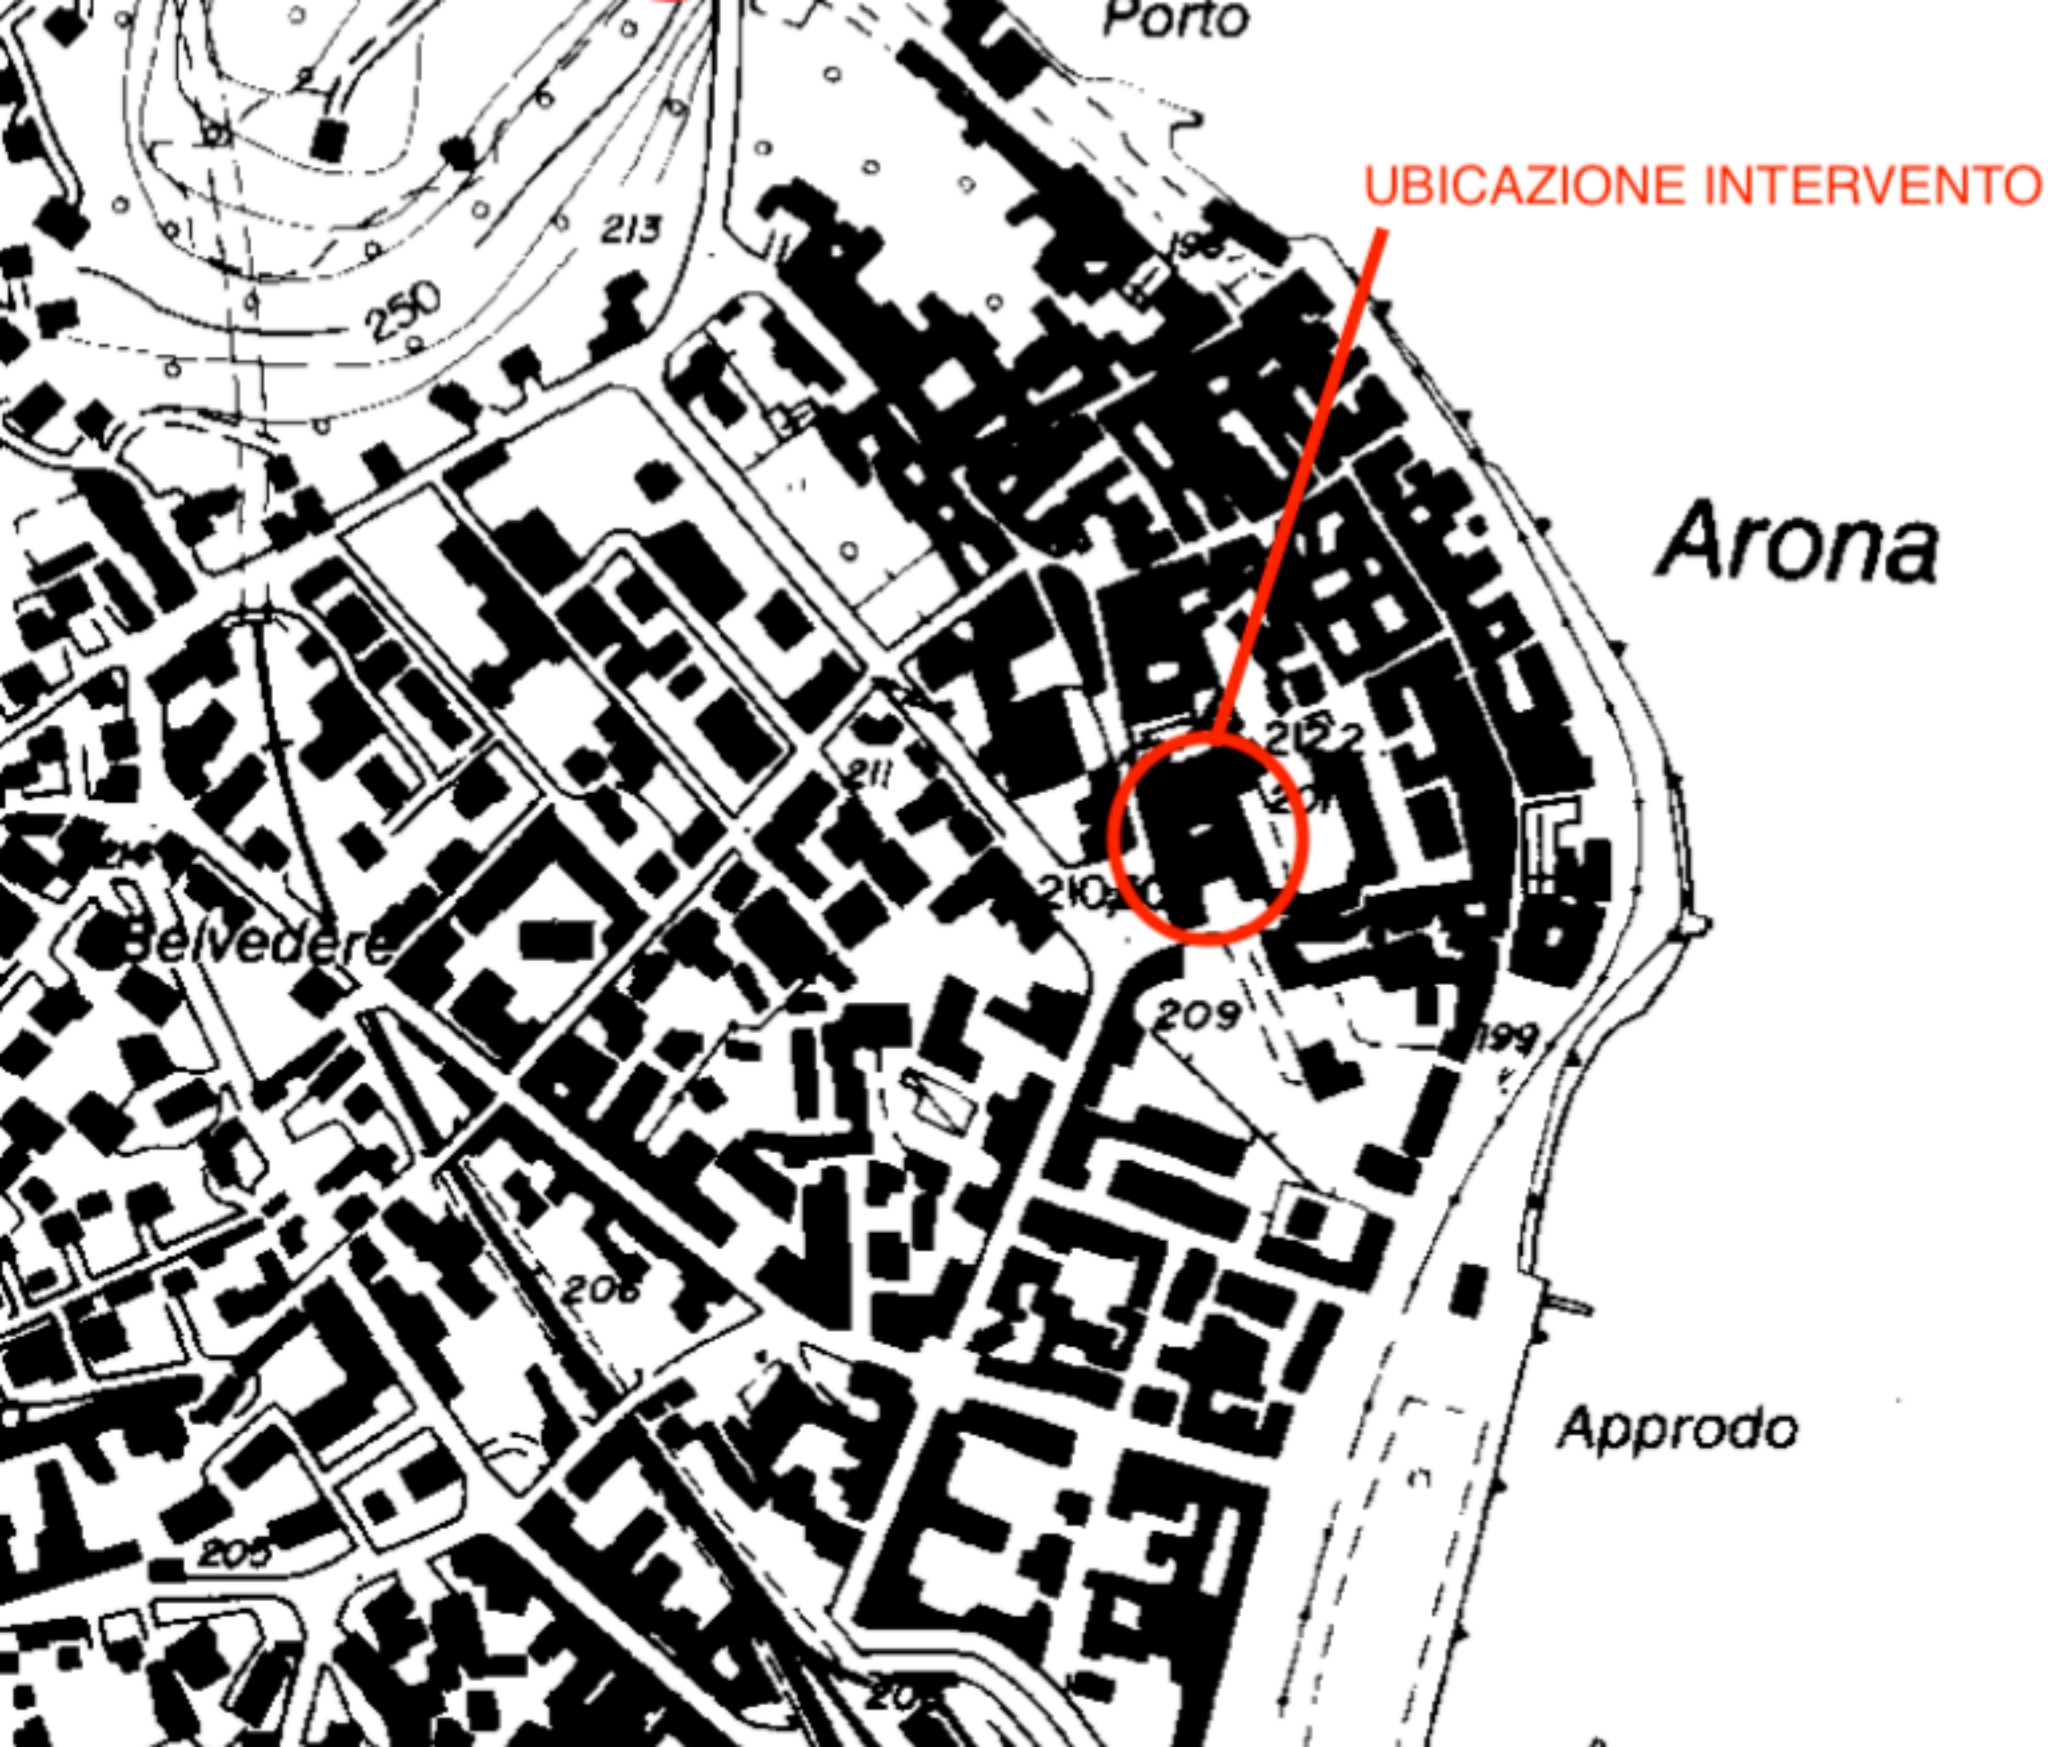 Porto
UBICAZIONE INTERVENTO
213
250
Arona
211
209
Belvedere
199
206
Approdo
205